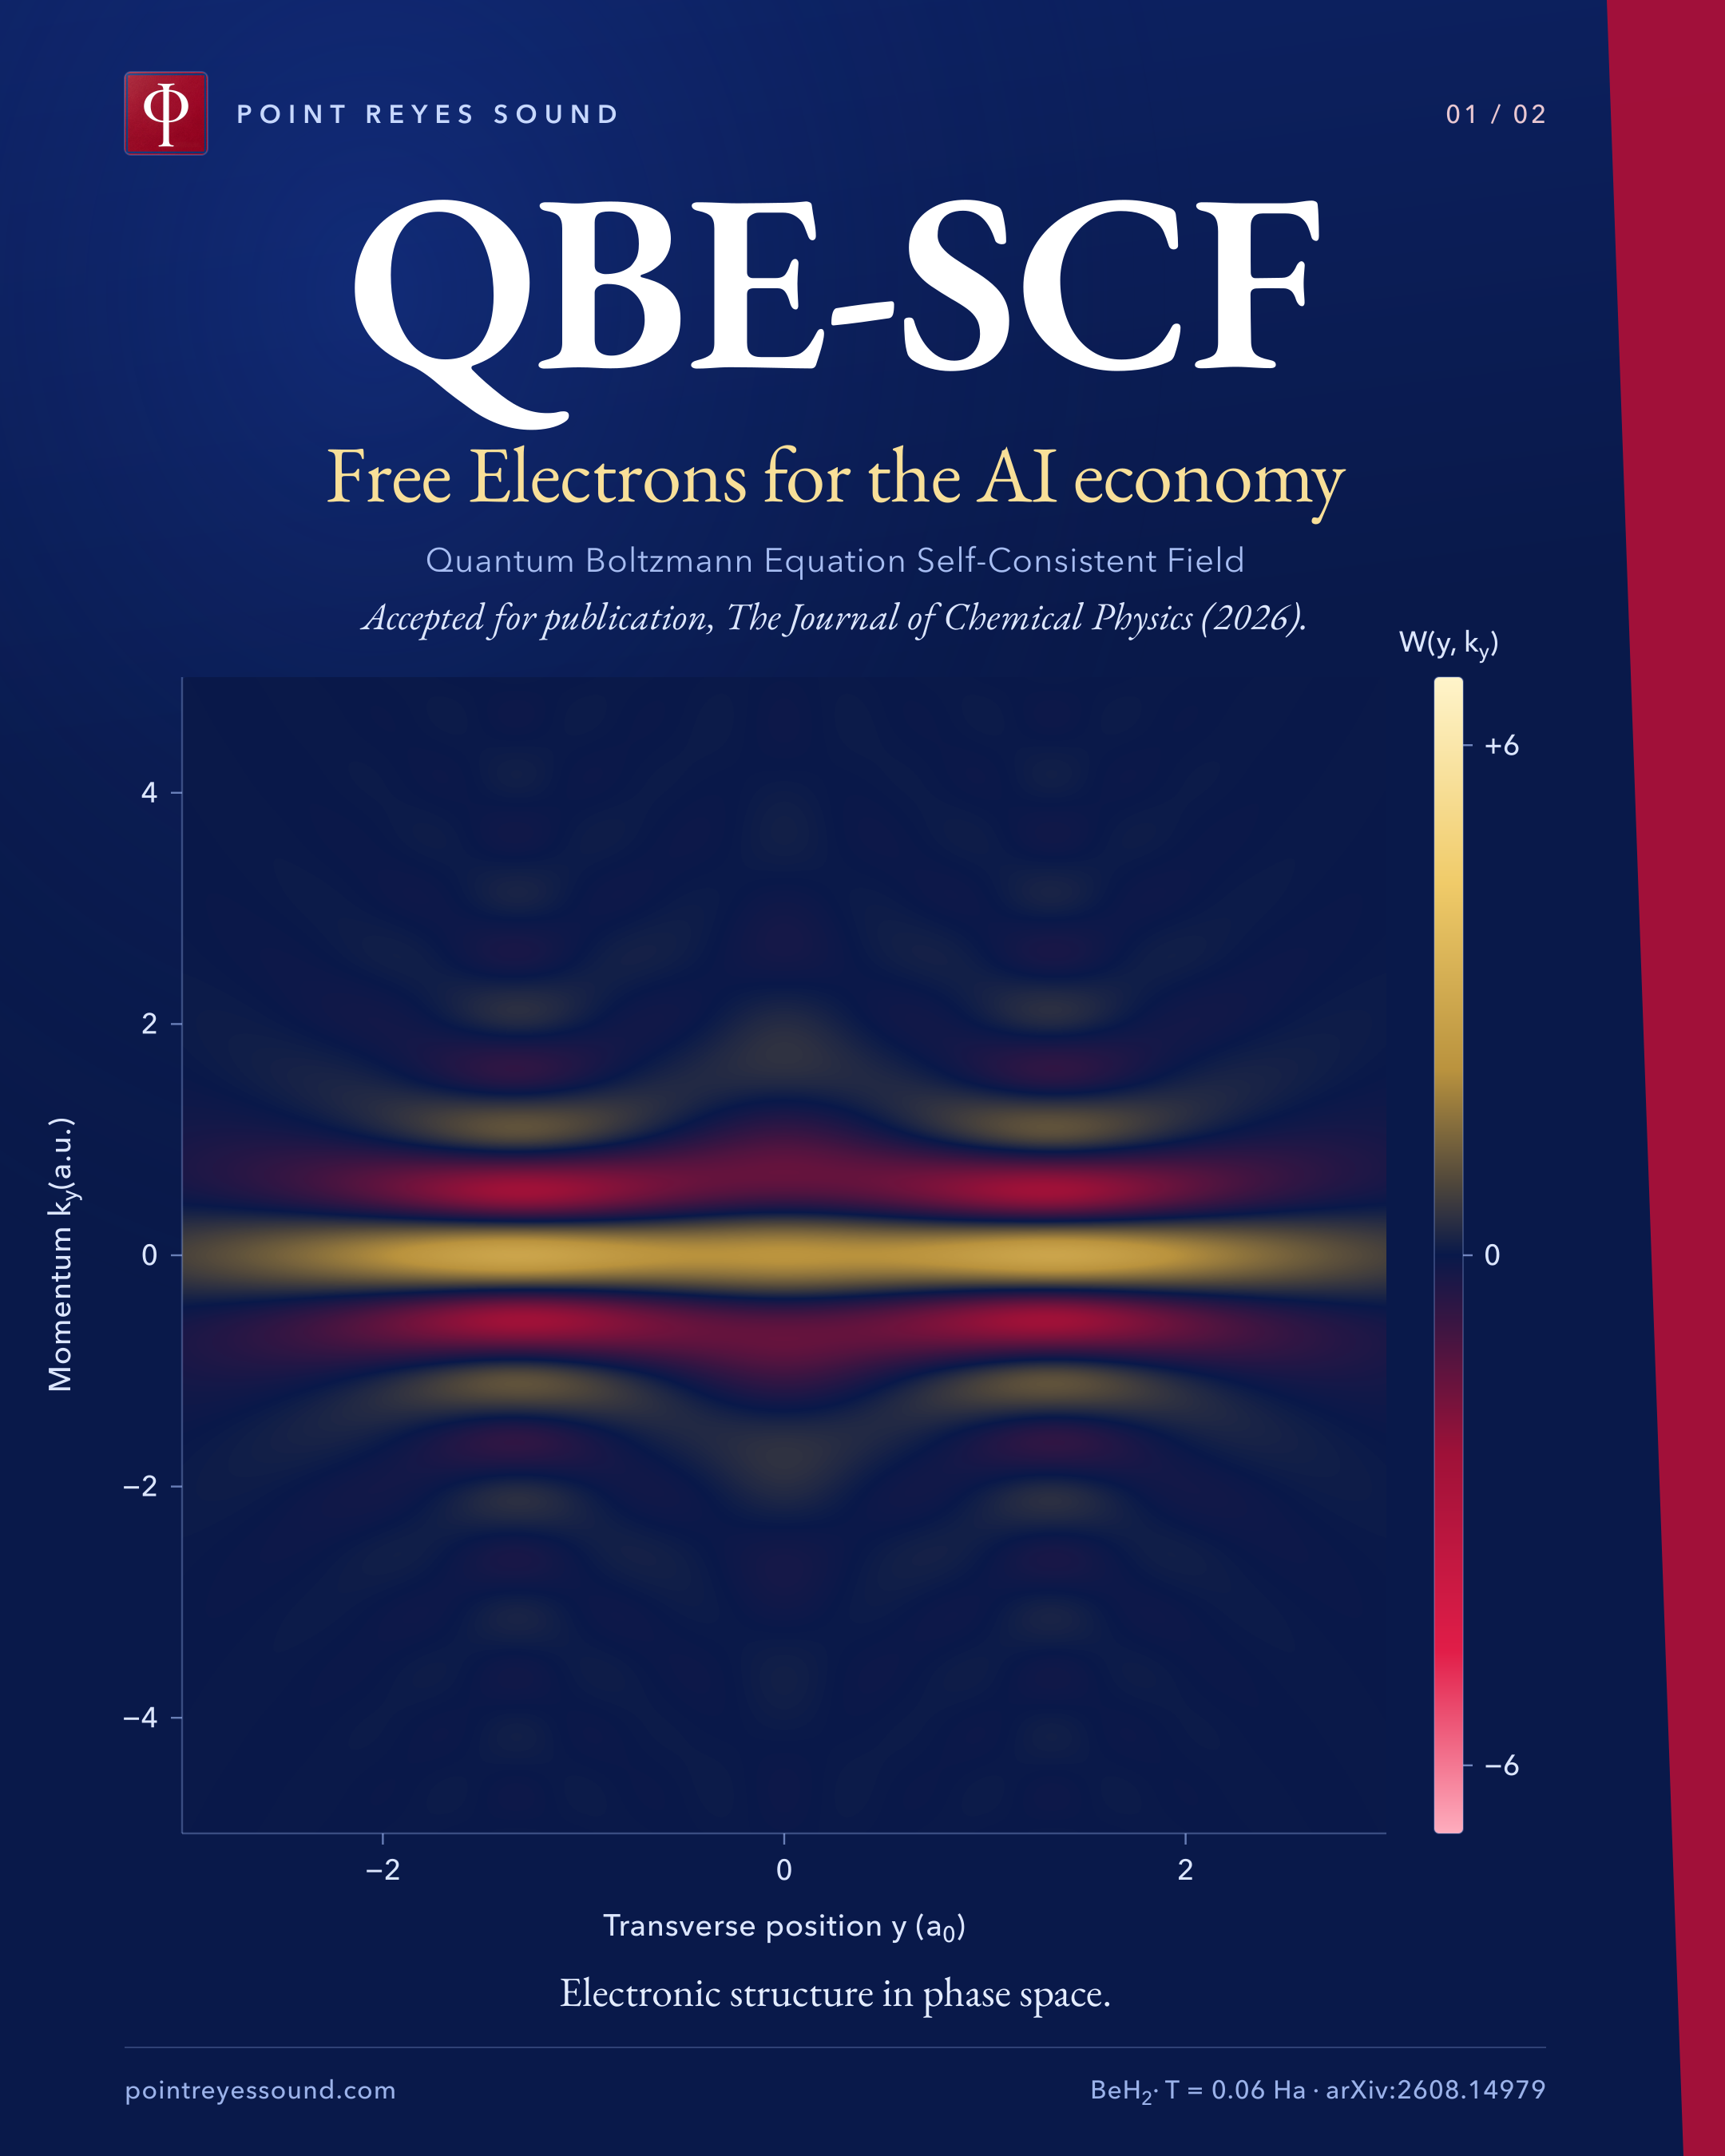 Φ POINT REYES SOUND
01 / 02
QBE-SCF
Free Electrons for the AI economy
Quantum Boltzmann Equation Self-Consistent Field
Accepted for publication, The Journal of Chemical Physics (2026).
W(y, kᵧ)
+6
0
−6
4
2
0
−2
−4
Momentum kᵧ(a.u.)
−2
0
2
Transverse position y (a₀)
Electronic structure in phase space.
pointreyessound.com
BeH₂· T = 0.06 Ha · arXiv:2608.14979